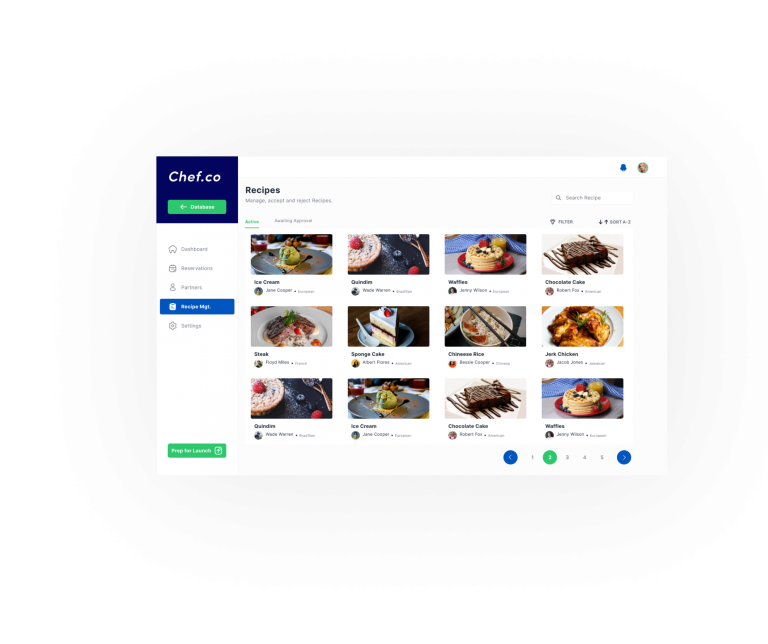 Chef.co
← Database
Dashboard
Reservations
Partners
Recipe Mgt.
Settings
Prep for Launch
Recipes
Manage, accept and reject Recipes.
Search Recipe
Active
Awaiting Approval
FILTER
SORT A-Z
Ice Cream
Jane Cooper • European
Quindim
Wade Warren • Brazilian
Waffles
Jenny Wilson • European
Chocolate Cake
Robert Fox • American
Steak
Floyd Miles • French
Sponge Cake
Albert Flores • American
Chineese Rice
Bessie Cooper • Chinese
Jerk Chicken
Jacob Jones • Jamaican
Quindim
Wade Warren • Brazilian
Ice Cream
Jane Cooper • European
Chocolate Cake
Robert Fox • American
Waffles
Jenny Wilson • European
1 2 3 4 5